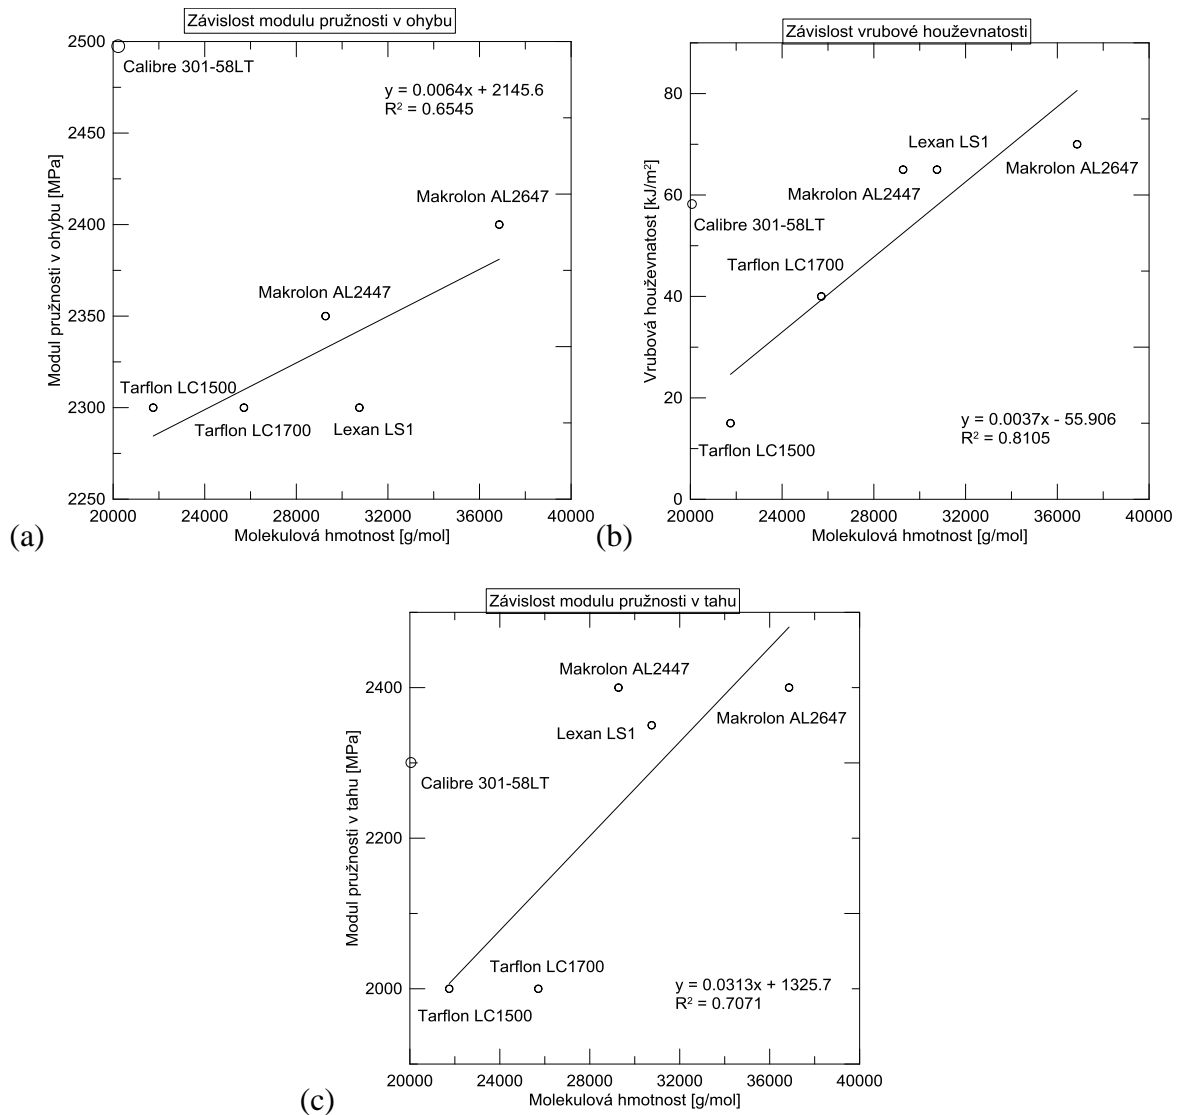 Závislost modulu pružnosti v ohybu
2500
Calibre 301-58LT
y = 0.0064x + 2145.6
R² = 0.6545
2450
Makrolon AL2647
2400
Makrolon AL2447
2350
Tarflon LC1500
2300
Tarflon LC1700
Lexan LS1
2250
Modul pružnosti v ohybu [MPa]
20000 24000 28000 32000 36000 40000
Molekulová hmotnost [g/mol]
(a)
Závislost vrubové houževnatosti
80
Lexan LS1
Makrolon AL2447
Makrolon AL2647
60
Calibre 301-58LT
Tarflon LC1700
40
20
y = 0.0037x - 55.906
R² = 0.8105
Tarflon LC1500
0
Vrubová houževnatost [kJ/m²]
20000 24000 28000 32000 36000 40000
Molekulová hmotnost [g/mol]
(b)
Závislost modulu pružnosti v tahu
Makrolon AL2447
2400
Makrolon AL2647
Lexan LS1
Calibre 301-58LT
2200
Tarflon LC1700
2000
y = 0.0313x + 1325.7
R² = 0.7071
Tarflon LC1500
Modul pružnosti v tahu [MPa]
20000 24000 28000 32000 36000 40000
Molekulová hmotnost [g/mol]
(c)